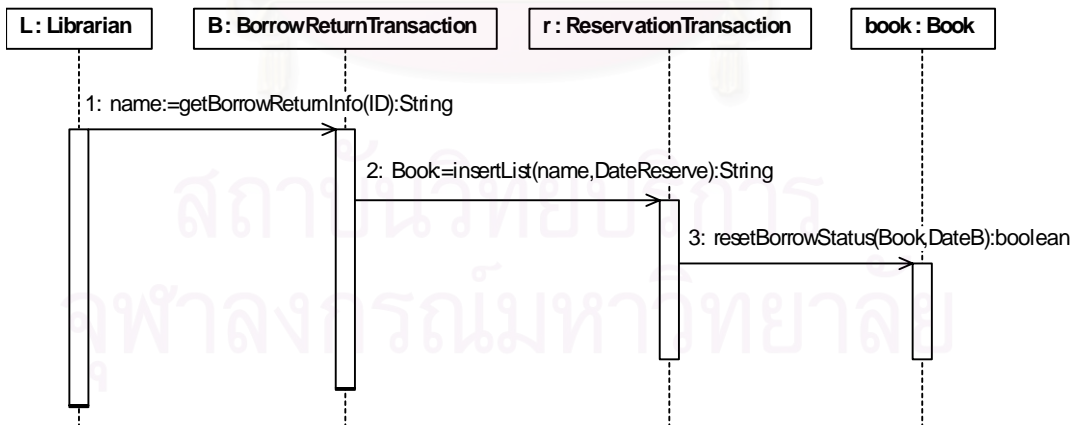 L : Librarian
B : BorrowReturnTransaction
r : ReservationTransaction
book : Book
1: name:=getBorrowReturnInfo(ID):String
2: Book:=insertList(name,DateReserve):String
3: resetBorrowStatus(Book,DateB):boolean
สถาบันวิทยบริการ
จุฬาลงกรณ์มหาวิทยาลัย